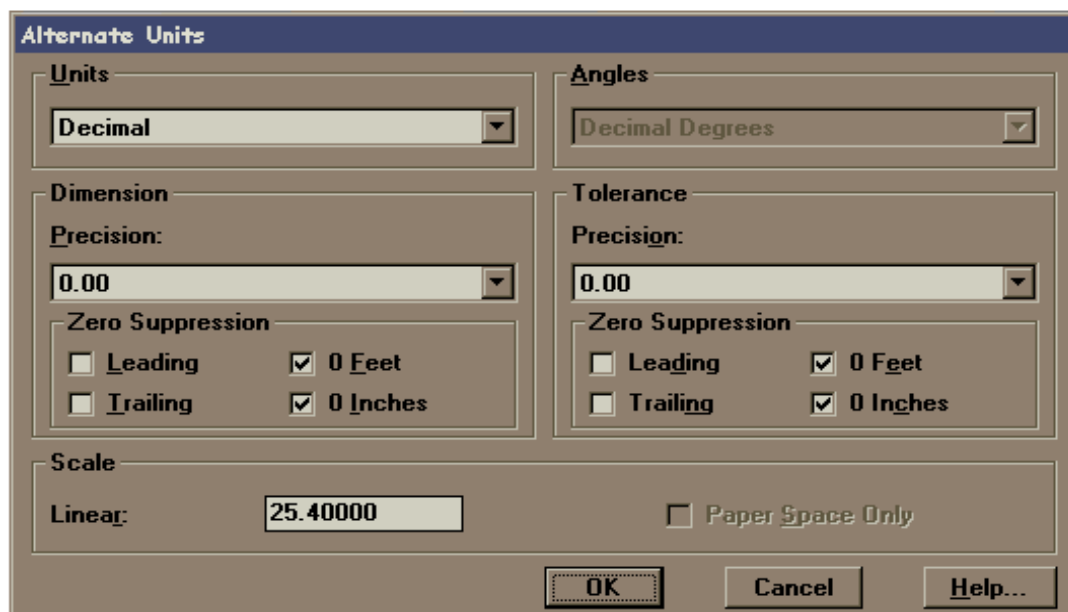 Alternate Units
Units
Decimal
Angles
Decimal Degrees
Dimension
Precision:
0.00
Zero Suppression
Leading
0 Feet
Trailing
0 Inches
Tolerance
Precision:
0.00
Zero Suppression
Leading
0 Feet
Trailing
0 Inches
Scale
Linear:
25.40000
Paper Space Only
OK
Cancel
Help...